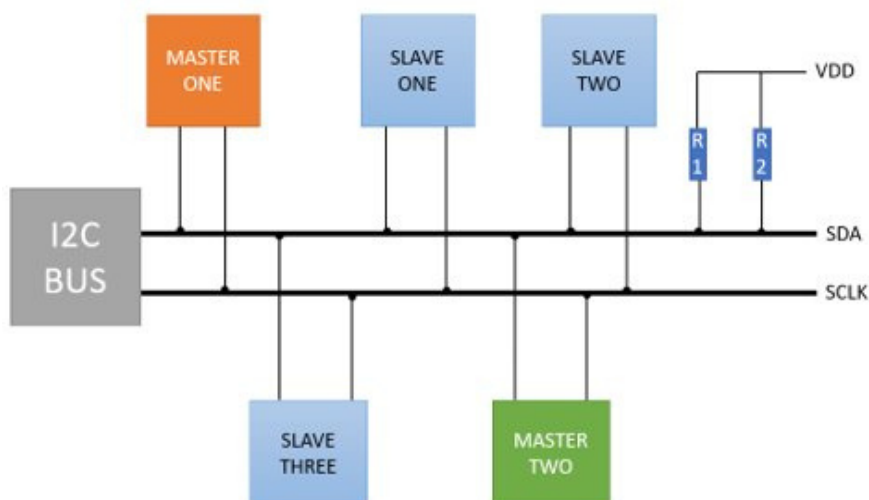 MASTER
ONE
SLAVE
ONE
SLAVE
TWO
VDD
R
1
R
2
I2C
BUS
SDA
SCLK
SLAVE
THREE
MASTER
TWO